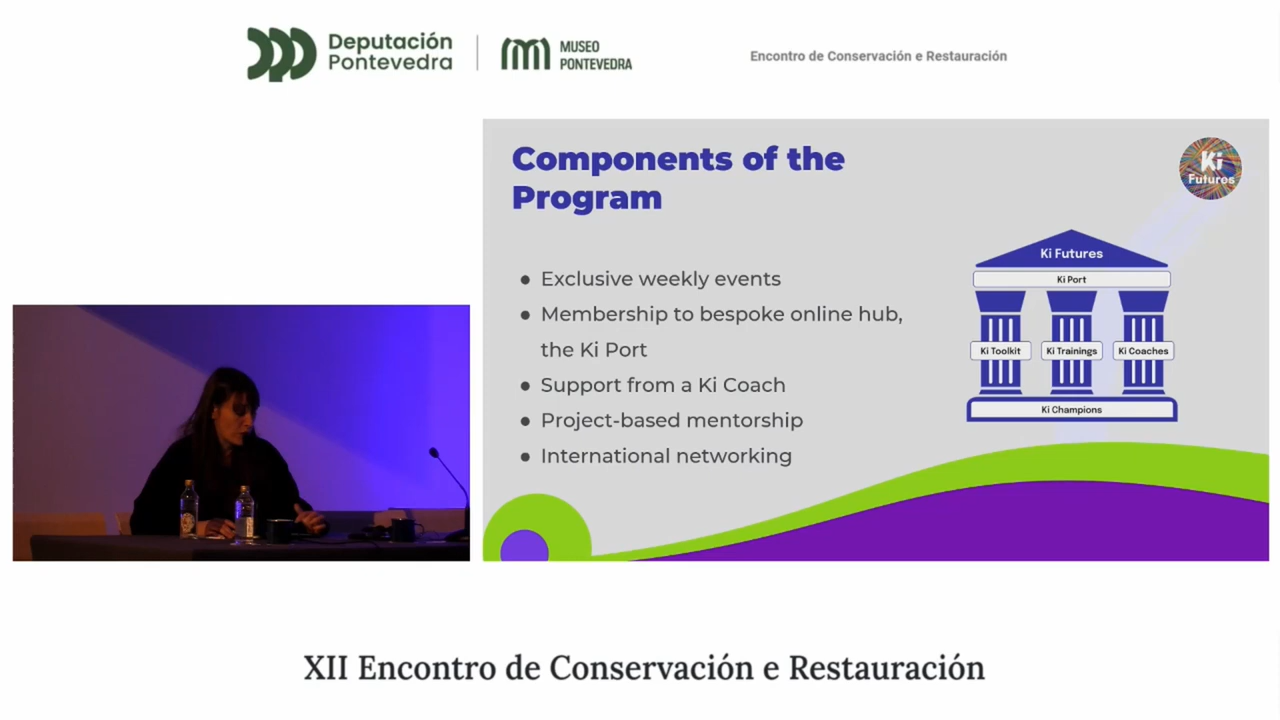 Deputación
Pontevedra
MUSEO
PONTEVEDRA
Encontro de Conservación e Restauración
Components of the
Program
Ki
Futures
● Exclusive weekly events
● Membership to bespoke online hub,
the Ki Port
● Support from a Ki Coach
● Project-based mentorship
● International networking
Ki Futures
Ki Port
Ki Toolkit Ki Trainings Ki Coaches
Ki Champions
XII Encontro de Conservación e Restauración